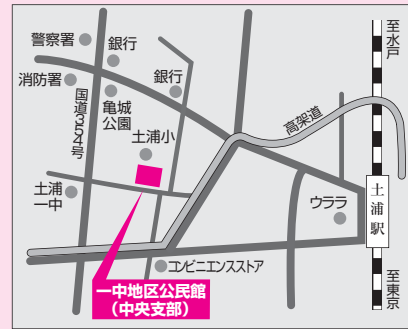 警察署
銀行
消防署
銀行
国道354号
亀城
公園
土浦小
高架道
至水戸
土浦
一中
ウララ
土浦駅
コンビニエンスストア
一中地区公民館
（中央支部）
至東京